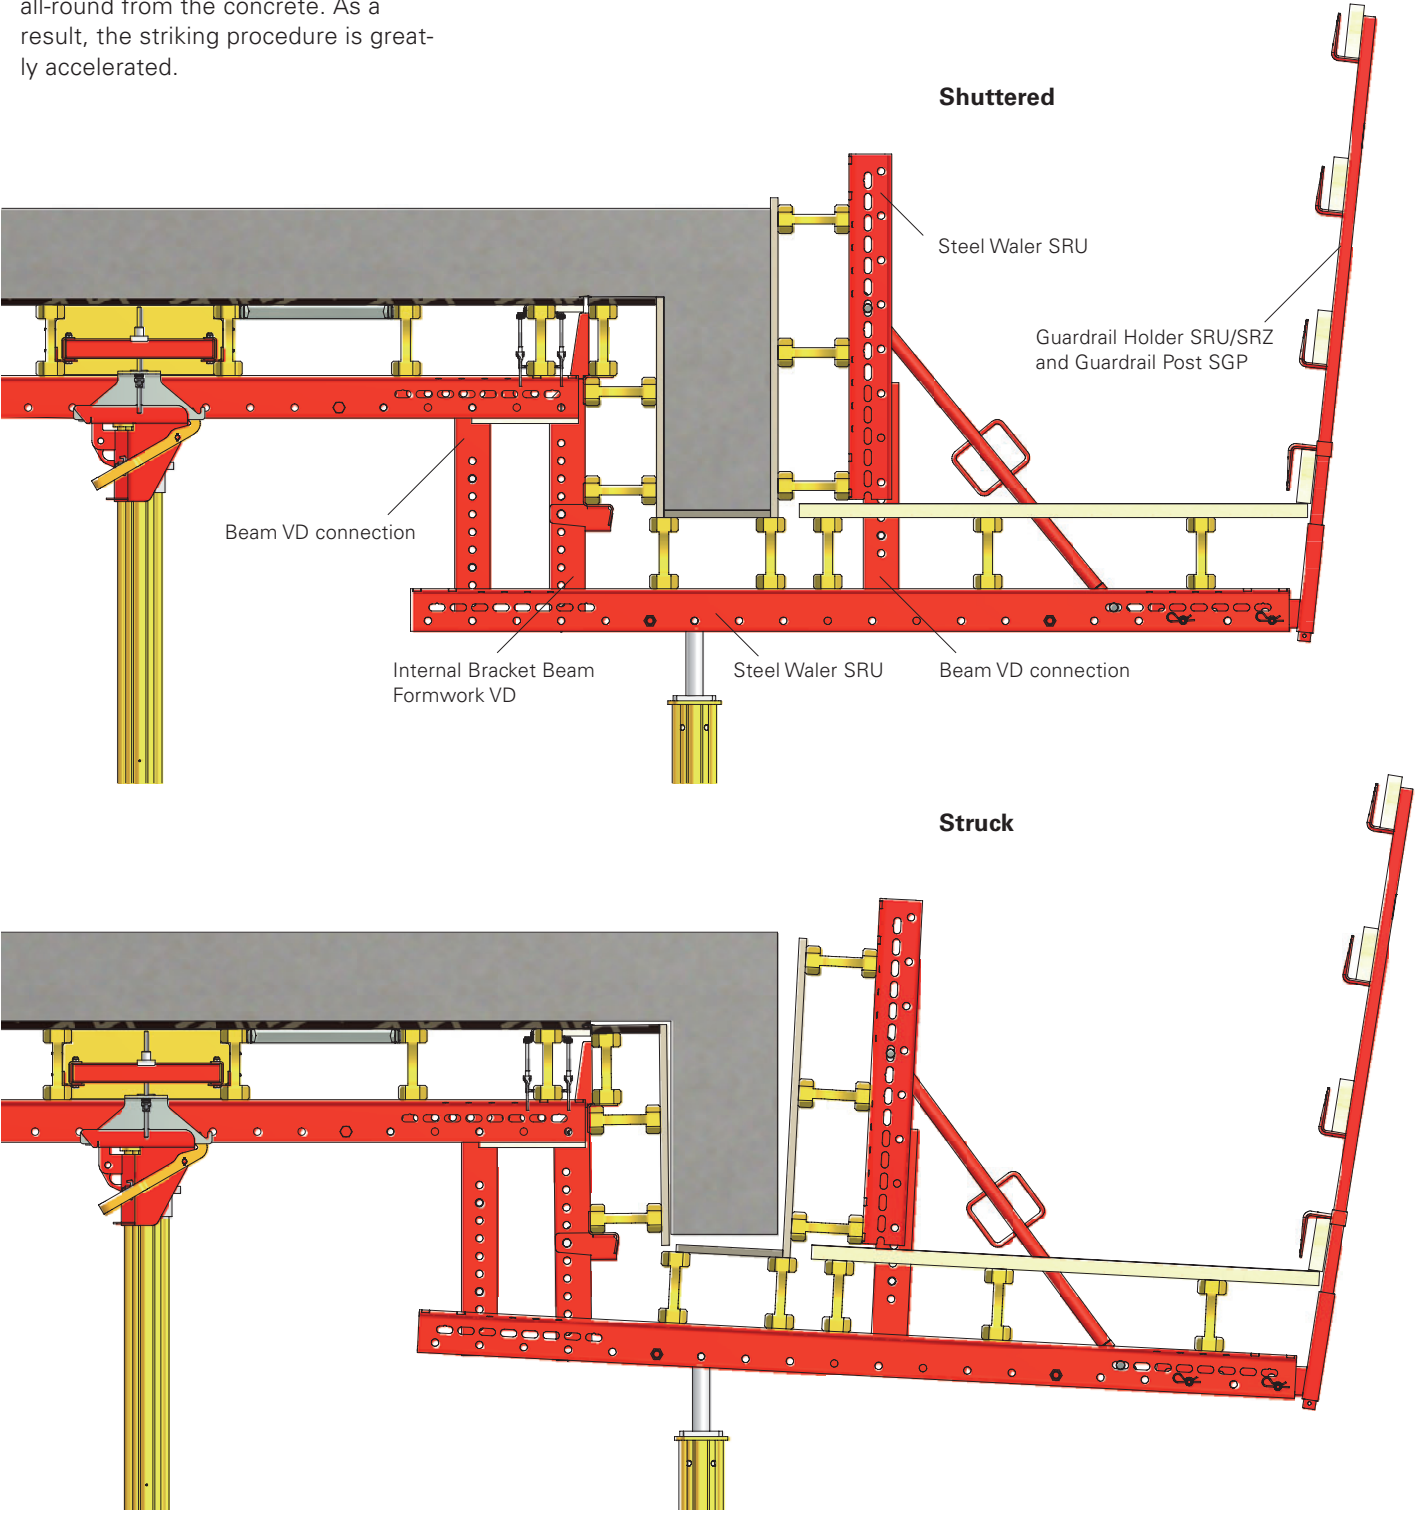 all-round from the concrete. As a
result, the striking procedure is great-
ly accelerated.
Shuttered
Steel Waler SRU
Guardrail Holder SRU/SRZ
and Guardrail Post SGP
Beam VD connection
Internal Bracket Beam
Formwork VD
Steel Waler SRU
Beam VD connection
Struck